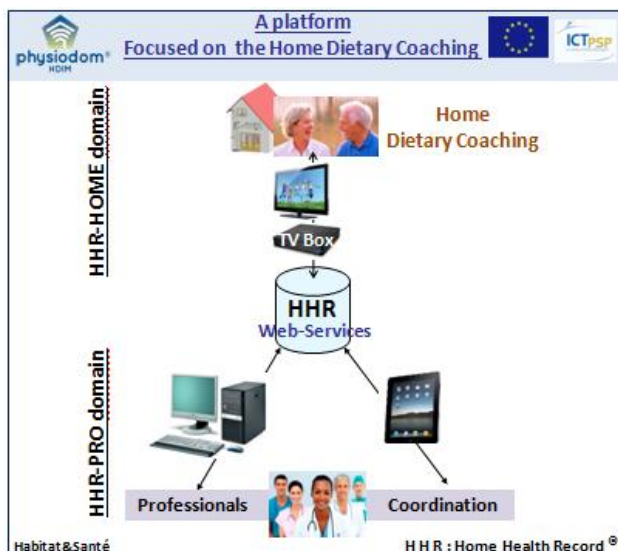 physiodom®
HDIM
A platform
Focused on the Home Dietary Coaching
ICTPSP
HHR-HOME domain
Home
Dietary Coaching
TV Box
HHR
Web-Services
HHR-PRO domain
Professionals
Coordination
Habitat&Santé
HHR : Home Health Record ®